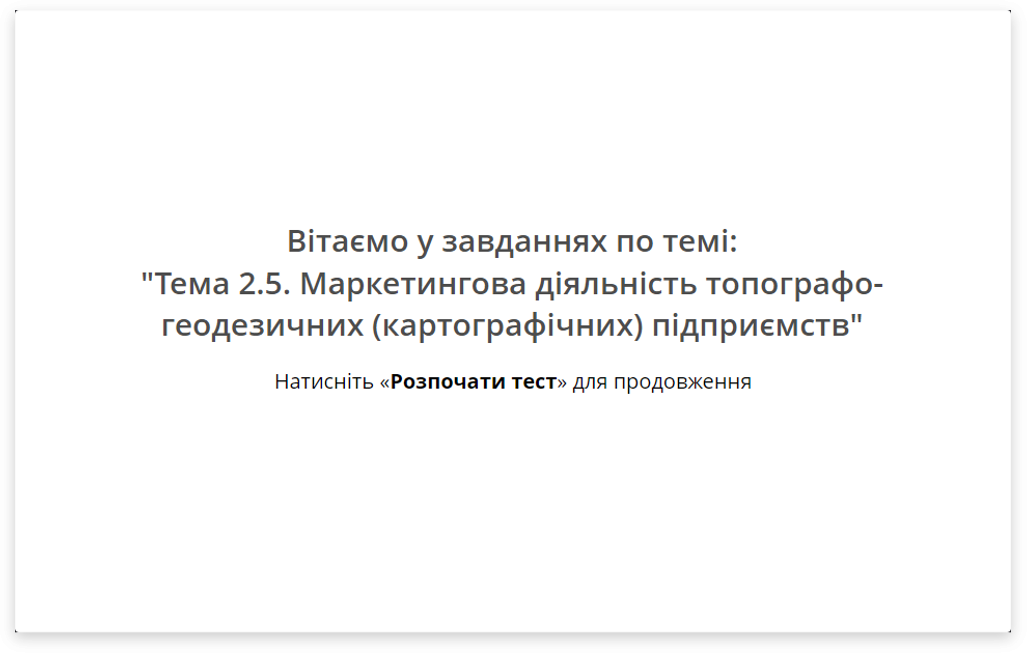 Вітаємо у завданнях по темі:
"Тема 2.5. Маркетингова діяльність топографо-
геодезичних (картографічних) підприємств"
Натисніть «Розпочати тест» для продовження